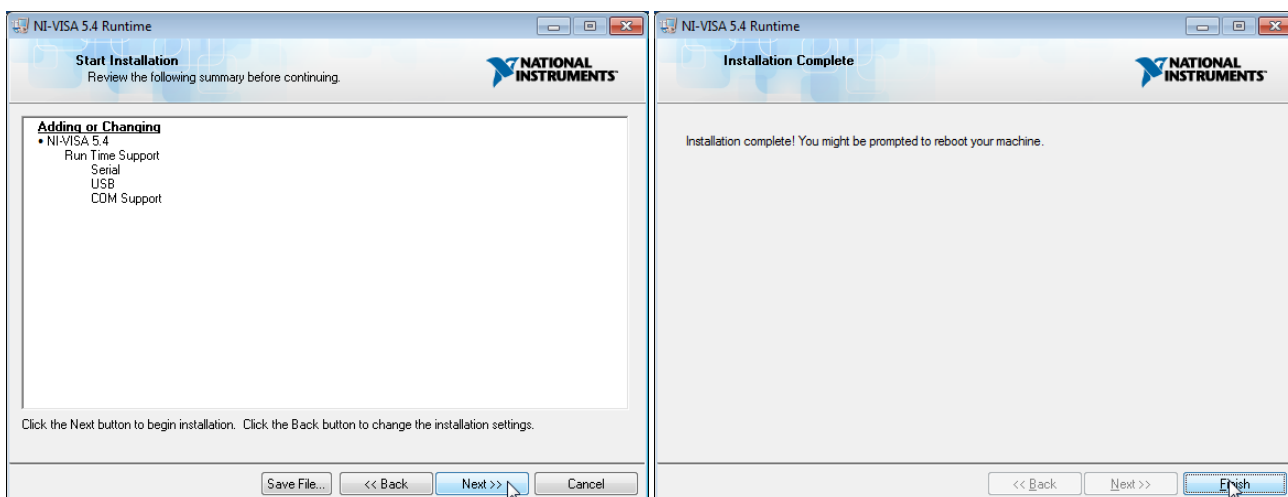 NI-VISA 5.4 Runtime
Start Installation
Review the following summary before continuing.
NATIONAL
INSTRUMENTS™
Adding or Changing
• NI-VISA 5.4
Run Time Support
Serial
USB
COM Support
Click the Next button to begin installation. Click the Back button to change the installation settings.
Save File...
<< Back
Next >>
Cancel
NI-VISA 5.4 Runtime
Installation Complete
NATIONAL
INSTRUMENTS™
Installation complete! You might be prompted to reboot your machine.
<< Back
Next >>
Finish